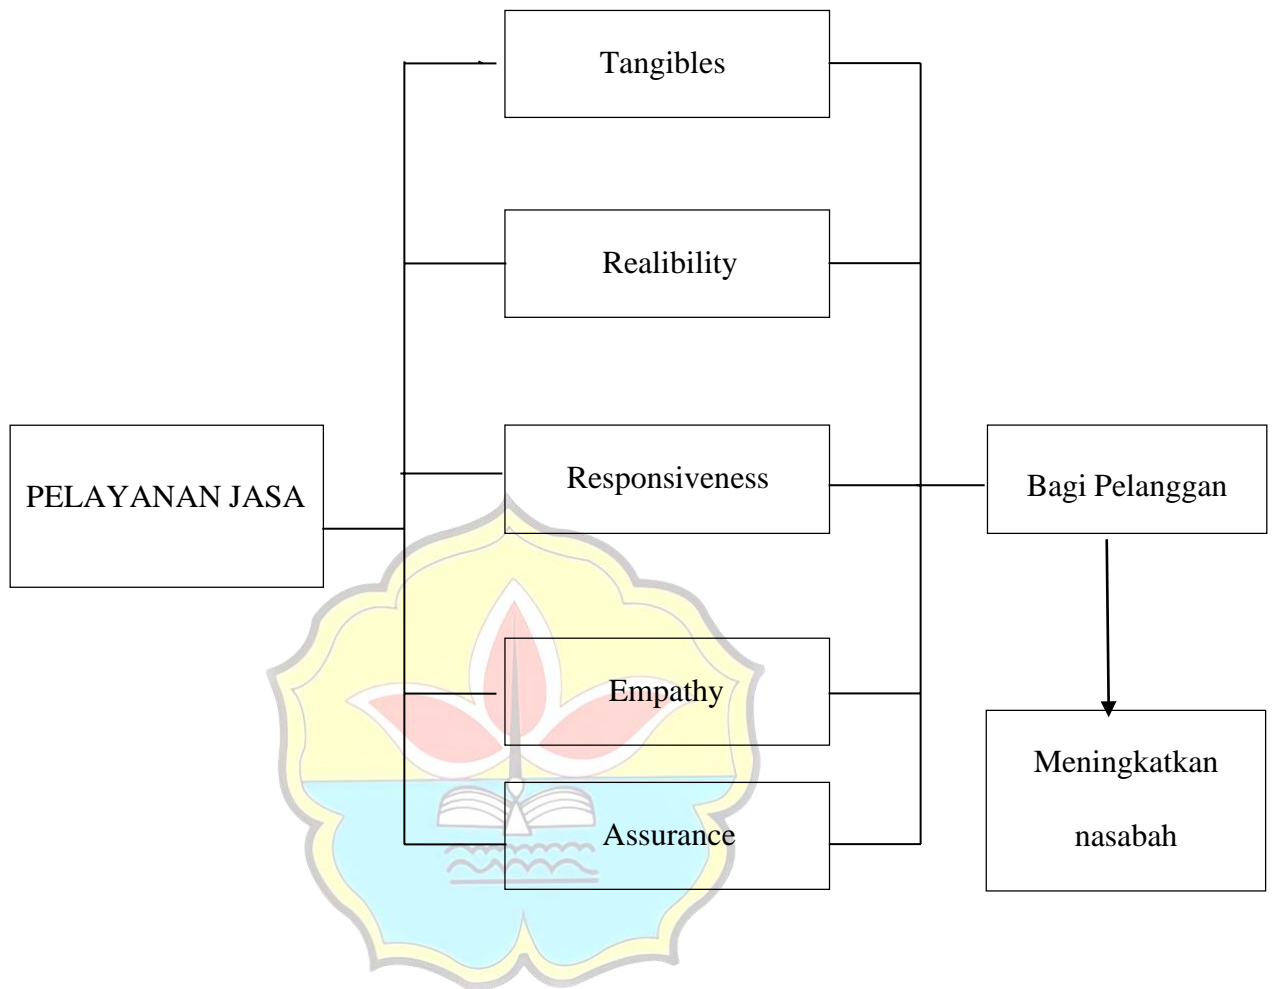 Tangibles
Realibility
PELAYANAN JASA
Responsiveness
Bagi Pelanggan
Empathy
Meningkatkan
nasabah
Assurance